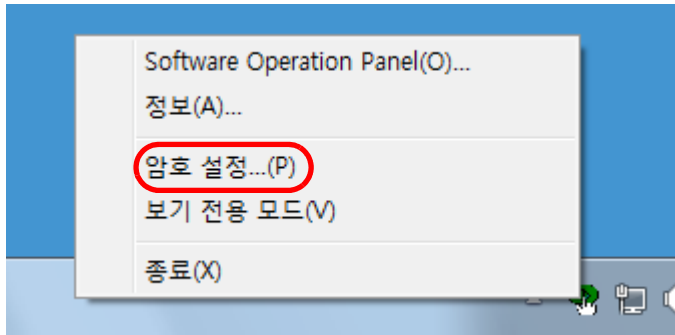 Software Operation Panel(O)...
정보(A)...
암호 설정...(P)
보기 전용 모드(V)
종료(X)